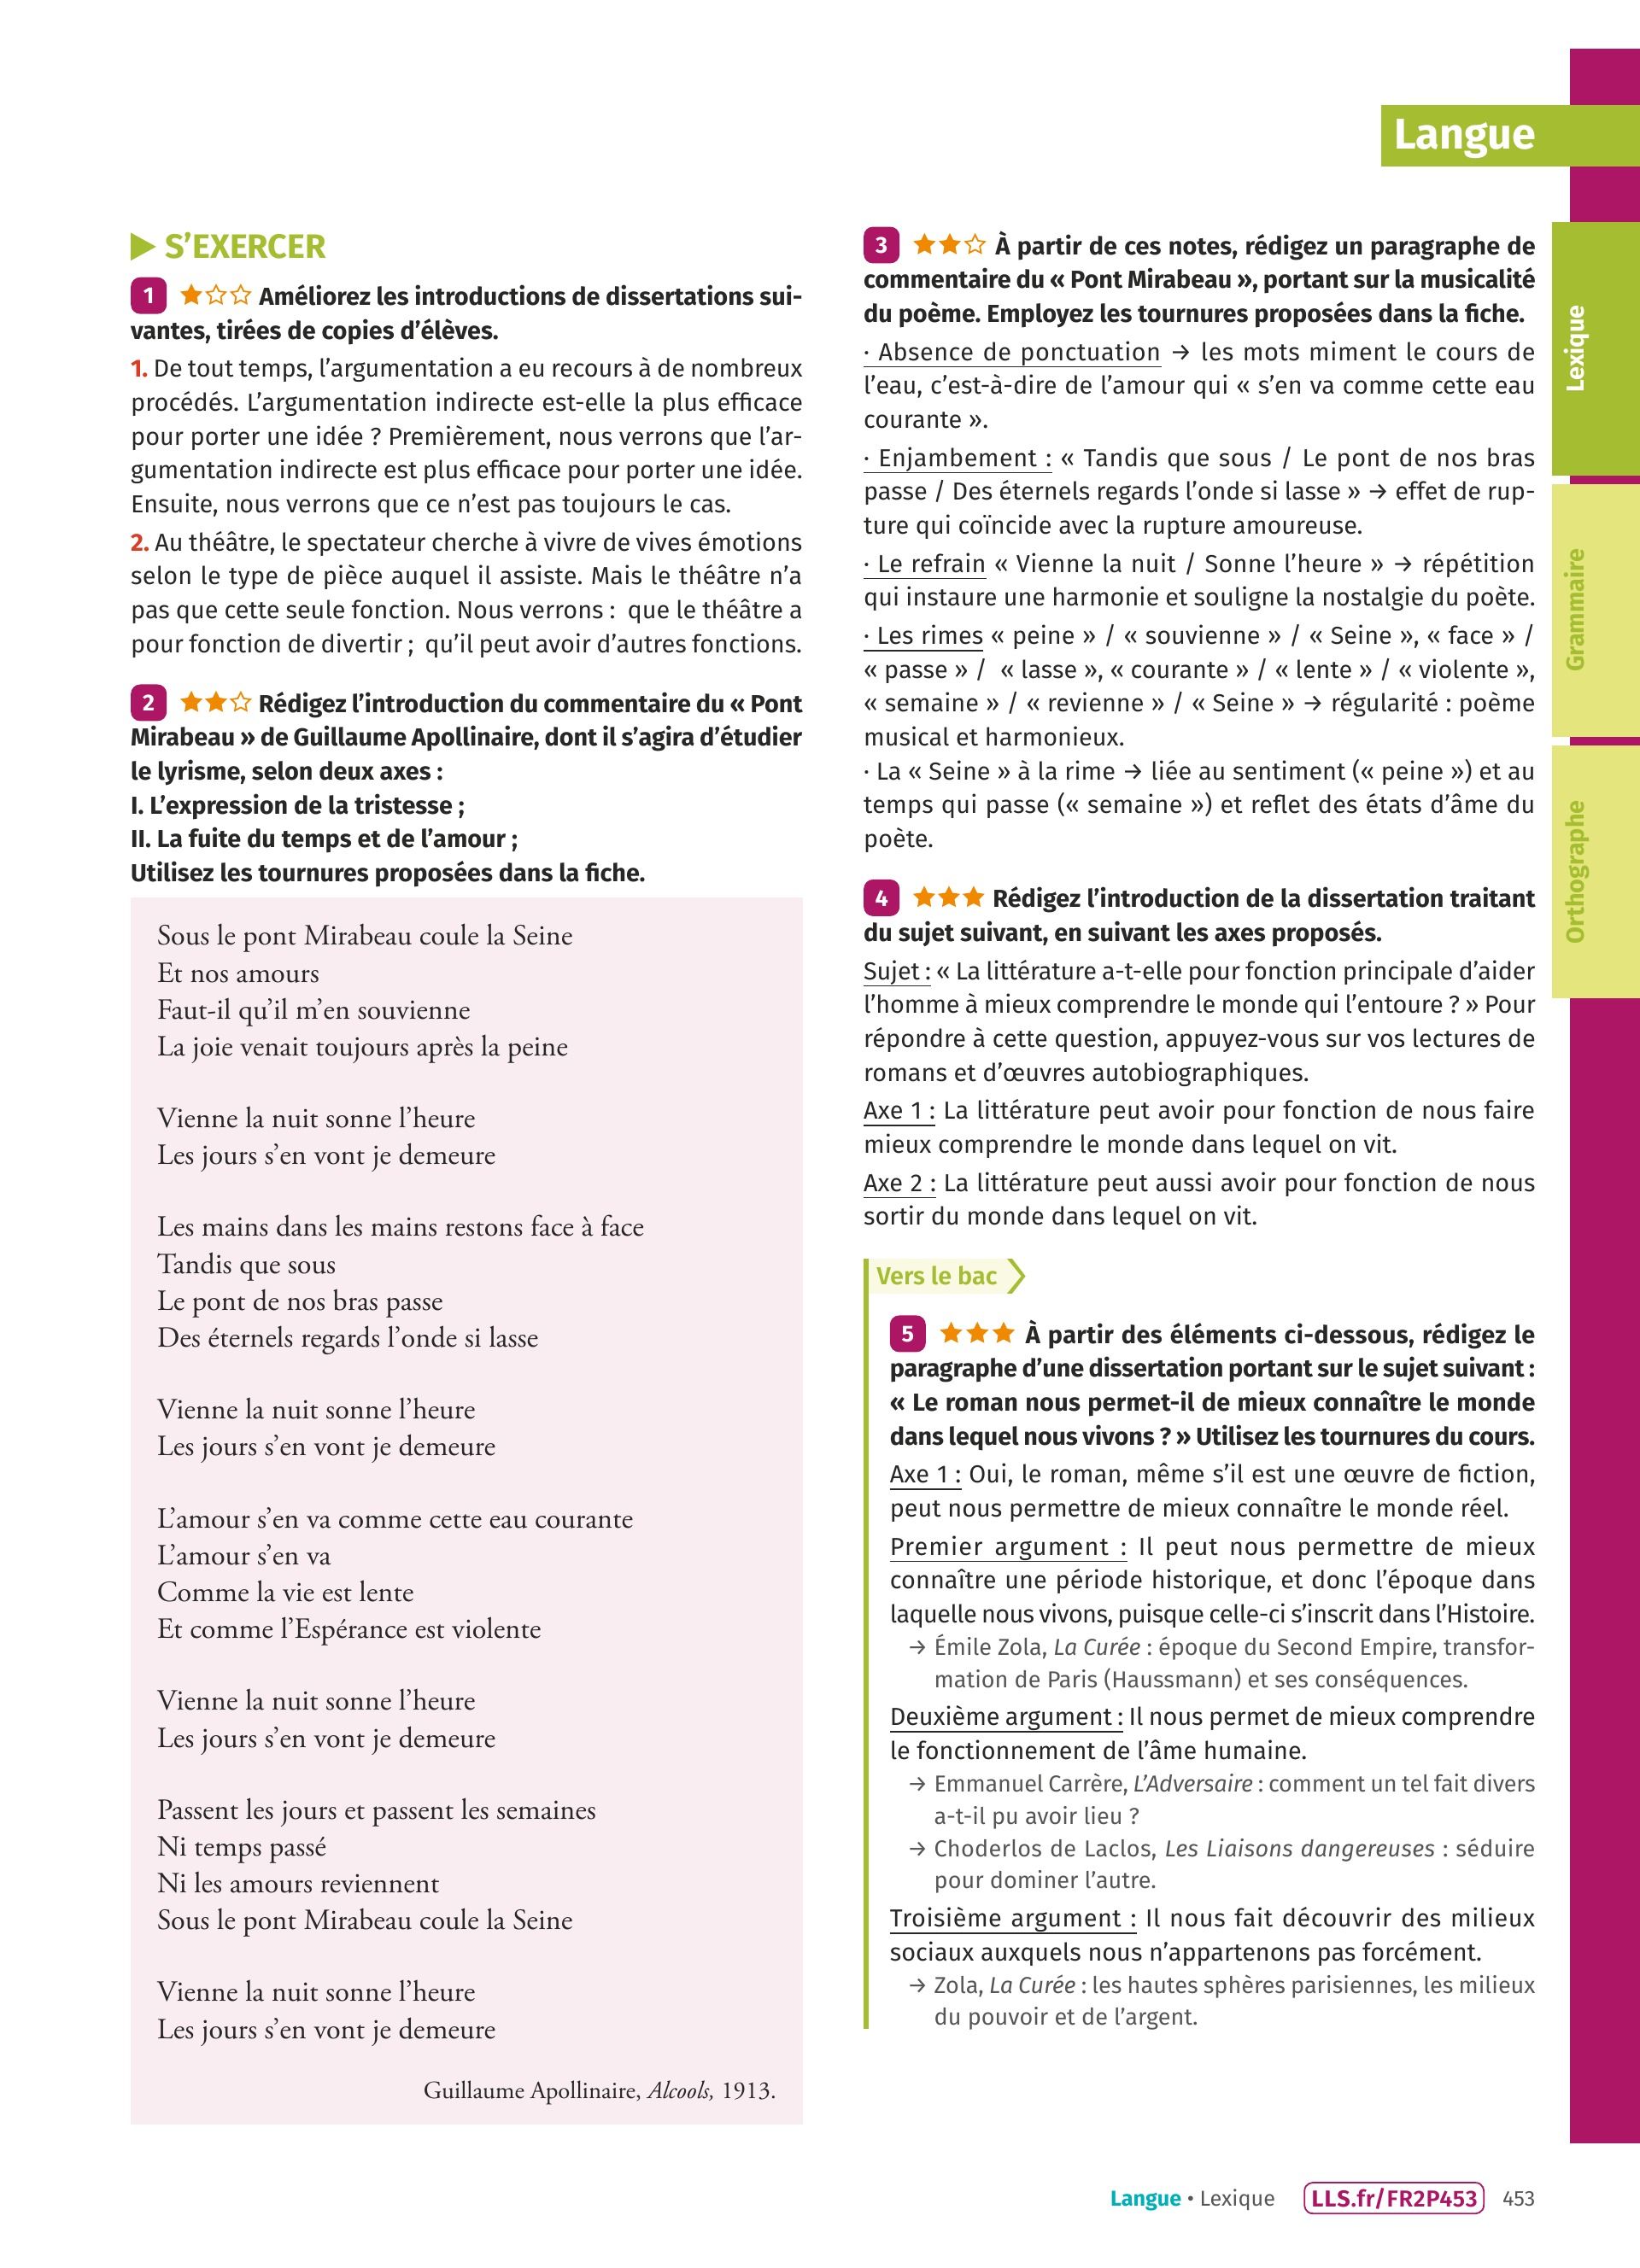 Langue
Lexique
Grammaire
Orthographe
▶ S'EXERCER
1 ★☆☆ Améliorez les introductions de dissertations sui-
vantes, tirées de copies d'élèves.
1. De tout temps, l'argumentation a eu recours à de nombreux
procédés. L'argumentation indirecte est-elle la plus efficace
pour porter une idée ? Premièrement, nous verrons que l'ar-
gumentation indirecte est plus efficace pour porter une idée.
Ensuite, nous verrons que ce n'est pas toujours le cas.
2. Au théâtre, le spectateur cherche à vivre de vives émotions
selon le type de pièce auquel il assiste. Mais le théâtre n'a
pas que cette seule fonction. Nous verrons : que le théâtre a
pour fonction de divertir ; qu'il peut avoir d'autres fonctions.
2 ★★☆ Rédigez l'introduction du commentaire du « Pont
Mirabeau » de Guillaume Apollinaire, dont il s'agira d'étudier
le lyrisme, selon deux axes :
I. L'expression de la tristesse ;
II. La fuite du temps et de l'amour ;
Utilisez les tournures proposées dans la fiche.
Sous le pont Mirabeau coule la Seine
Et nos amours
Faut-il qu'il m'en souvienne
La joie venait toujours après la peine
Vienne la nuit sonne l'heure
Les jours s'en vont je demeure
Les mains dans les mains restons face à face
Tandis que sous
Le pont de nos bras passe
Des éternels regards l'onde si lasse
Vienne la nuit sonne l'heure
Les jours s'en vont je demeure
L'amour s'en va comme cette eau courante
L'amour s'en va
Comme la vie est lente
Et comme l'Espérance est violente
Vienne la nuit sonne l'heure
Les jours s'en vont je demeure
Passent les jours et passent les semaines
Ni temps passé
Ni les amours reviennent
Sous le pont Mirabeau coule la Seine
Vienne la nuit sonne l'heure
Les jours s'en vont je demeure
Guillaume Apollinaire, Alcools, 1913.
3 ★★☆ À partir de ces notes, rédigez un paragraphe de
commentaire du « Pont Mirabeau », portant sur la musicalité
du poème. Employez les tournures proposées dans la fiche.
· Absence de ponctuation → les mots miment le cours de
l'eau, c'est-à-dire de l'amour qui « s'en va comme cette eau
courante ».
· Enjambement : « Tandis que sous / Le pont de nos bras
passe / Des éternels regards l'onde si lasse » → effet de rup-
ture qui coïncide avec la rupture amoureuse.
· Le refrain « Vienne la nuit / Sonne l'heure » → répétition
qui instaure une harmonie et souligne la nostalgie du poète.
· Les rimes « peine » / « souvienne » / « Seine », « face » /
« passe » / « lasse », « courante » / « lente » / « violente »,
« semaine » / « revienne » / « Seine » → régularité : poème
musical et harmonieux.
· La « Seine » à la rime → liée au sentiment (« peine ») et au
temps qui passe (« semaine ») et reflet des états d'âme du
poète.
4 ★★★ Rédigez l'introduction de la dissertation traitant
du sujet suivant, en suivant les axes proposés.
Sujet : « La littérature a-t-elle pour fonction principale d'aider
l'homme à mieux comprendre le monde qui l'entoure ? » Pour
répondre à cette question, appuyez-vous sur vos lectures de
romans et d'œuvres autobiographiques.
Axe 1 : La littérature peut avoir pour fonction de nous faire
mieux comprendre le monde dans lequel on vit.
Axe 2 : La littérature peut aussi avoir pour fonction de nous
sortir du monde dans lequel on vit.
Vers le bac
5 ★★★ À partir des éléments ci-dessous, rédigez le
paragraphe d'une dissertation portant sur le sujet suivant :
« Le roman nous permet-il de mieux connaître le monde
dans lequel nous vivons ? » Utilisez les tournures du cours.
Axe 1 : Oui, le roman, même s'il est une œuvre de fiction,
peut nous permettre de mieux connaître le monde réel.
Premier argument : Il peut nous permettre de mieux
connaître une période historique, et donc l'époque dans
laquelle nous vivons, puisque celle-ci s'inscrit dans l'Histoire.
→ Émile Zola, La Curée : époque du Second Empire, transfor-
mation de Paris (Haussmann) et ses conséquences.
Deuxième argument : Il nous permet de mieux comprendre
le fonctionnement de l'âme humaine.
→ Emmanuel Carrère, L'Adversaire : comment un tel fait divers
a-t-il pu avoir lieu ?
→ Choderlos de Laclos, Les Liaisons dangereuses : séduire
pour dominer l'autre.
Troisième argument : Il nous fait découvrir des milieux
sociaux auxquels nous n'appartenons pas forcément.
→ Zola, La Curée : les hautes sphères parisiennes, les milieux
du pouvoir et de l'argent.
Langue • Lexique LLS.fr/FR2P453 453